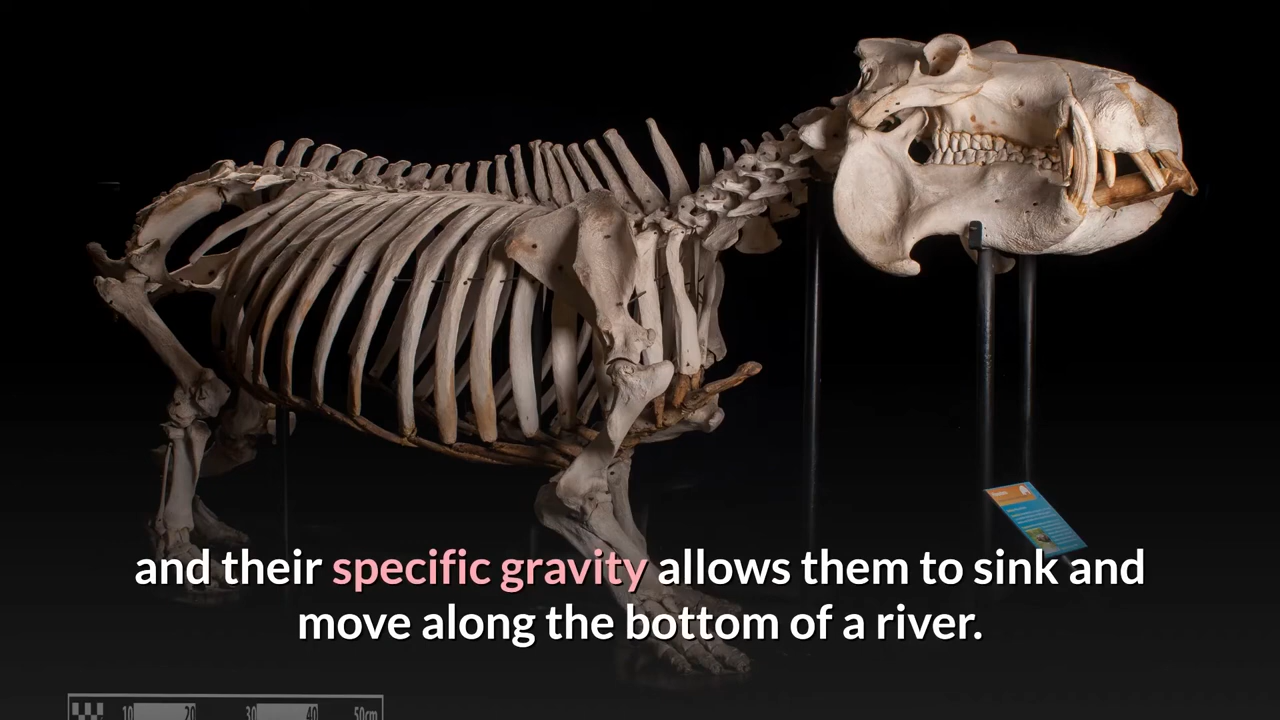 and their specific gravity allows them to sink and
move along the bottom of a river.
10 20 30 40 50cm